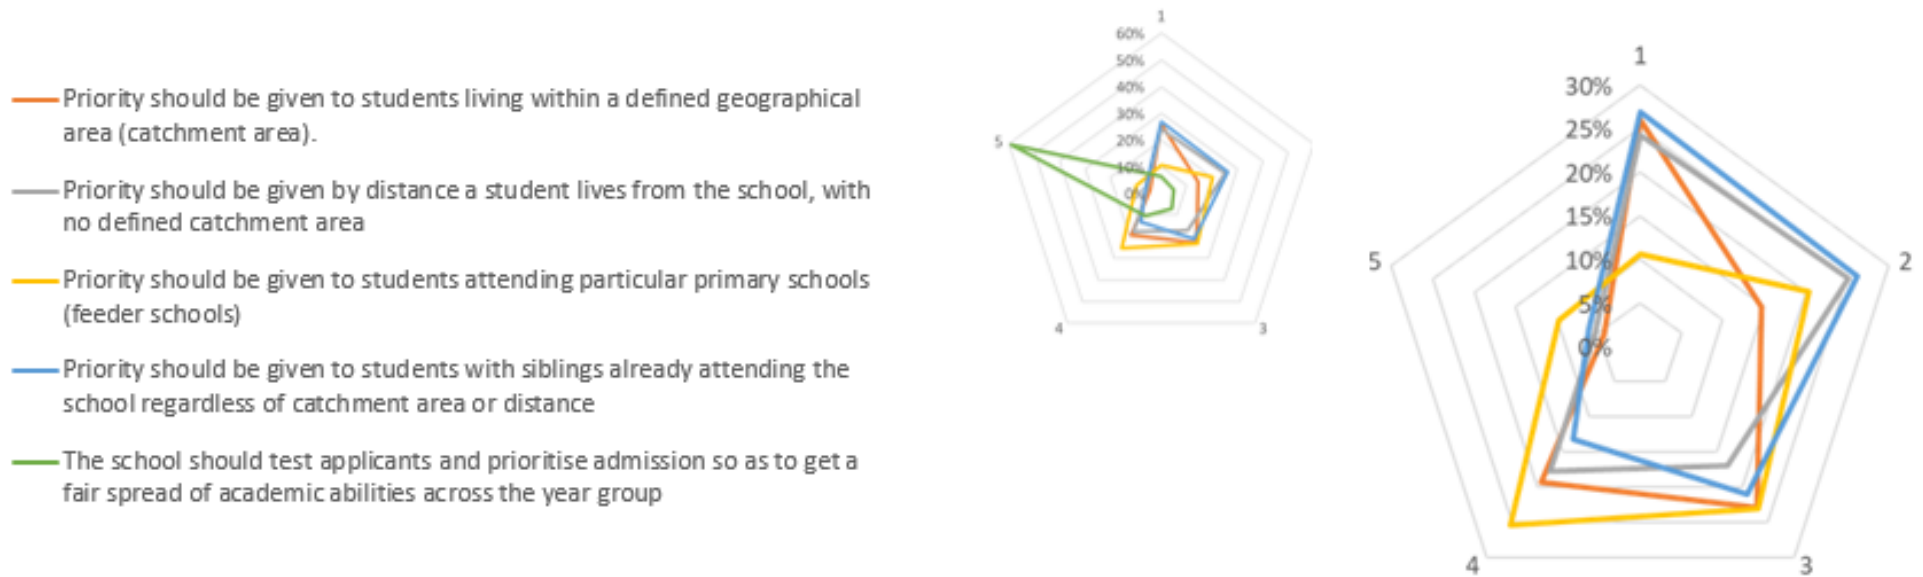 Priority should be given to students living within a defined geographical
area (catchment area).
Priority should be given by distance a student lives from the school, with
no defined catchment area
Priority should be given to students attending particular primary schools
(feeder schools)
Priority should be given to students with siblings already attending the
school regardless of catchment area or distance
The school should test applicants and prioritise admission so as to get a
fair spread of academic abilities across the year group
1
60%
50%
40%
30%
20%
10%
0%
5
4
3
1
30%
25%
20%
15%
10%
5%
0%
5
2
4
3